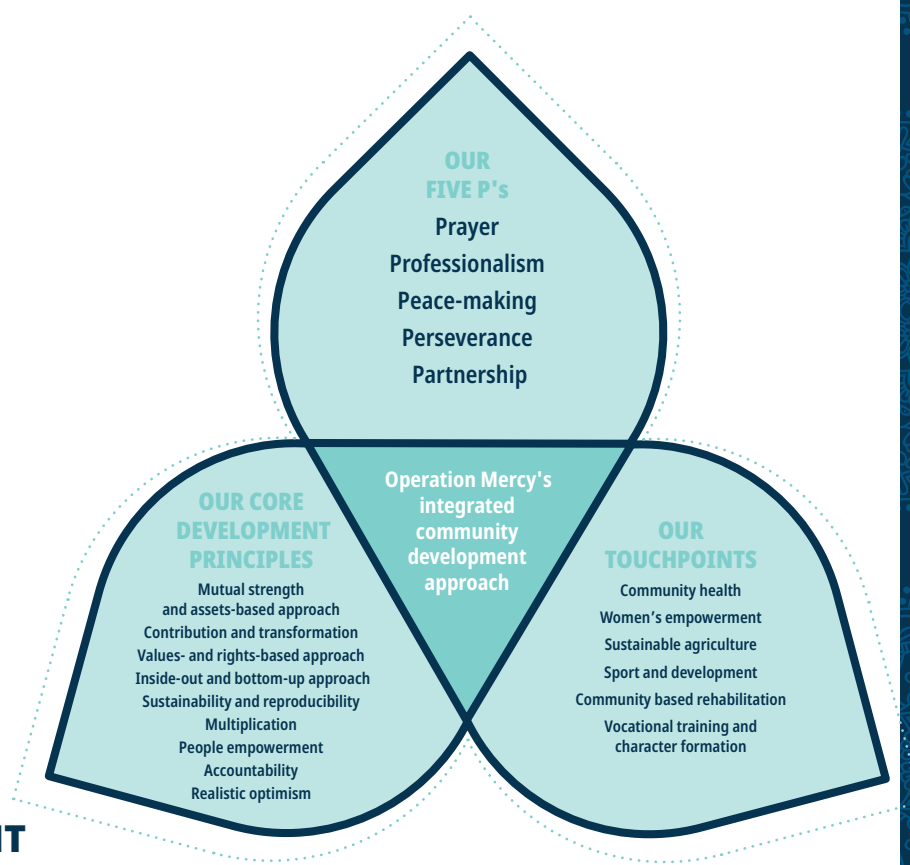 OUR
FIVE P's
Prayer
Professionalism
Peace-making
Perseverance
Partnership
Operation Mercy's
integrated
community
development
approach
OUR CORE
DEVELOPMENT
PRINCIPLES
Mutual strength
and assets-based approach
Contribution and transformation
Values- and rights-based approach
Inside-out and bottom-up approach
Sustainability and reproducibility
Multiplication
People empowerment
Accountability
Realistic optimism
OUR
TOUCHPOINTS
Community health
Women’s empowerment
Sustainable agriculture
Sport and development
Community based rehabilitation
Vocational training and
character formation